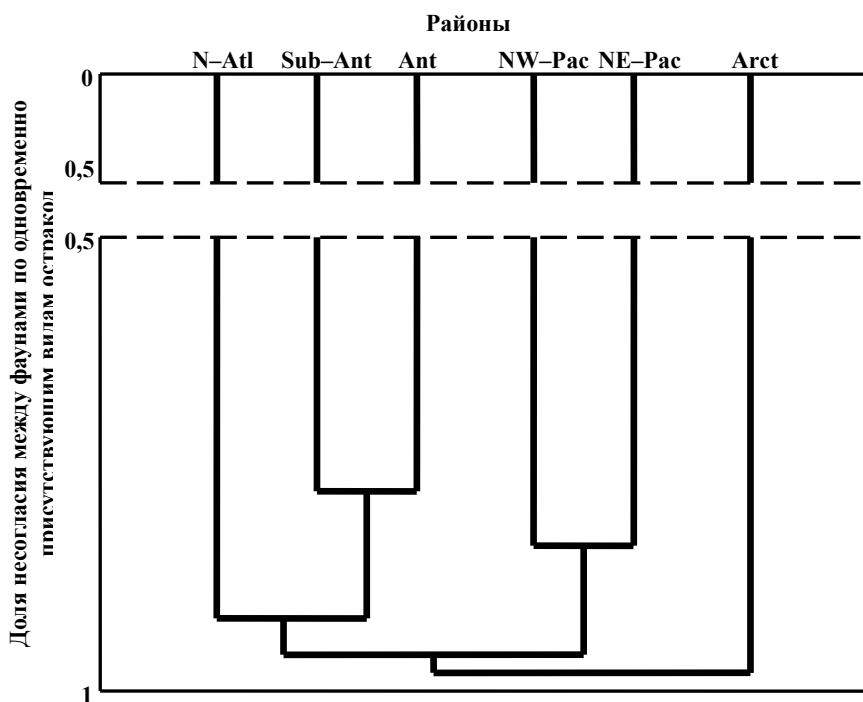 Районы
N–Atl Sub–Ant Ant NW–Pac NE–Pac Arct
0
0,5
0,5
1
Доля несогласия между фаунами по одновременно
присутствующим видам остракод